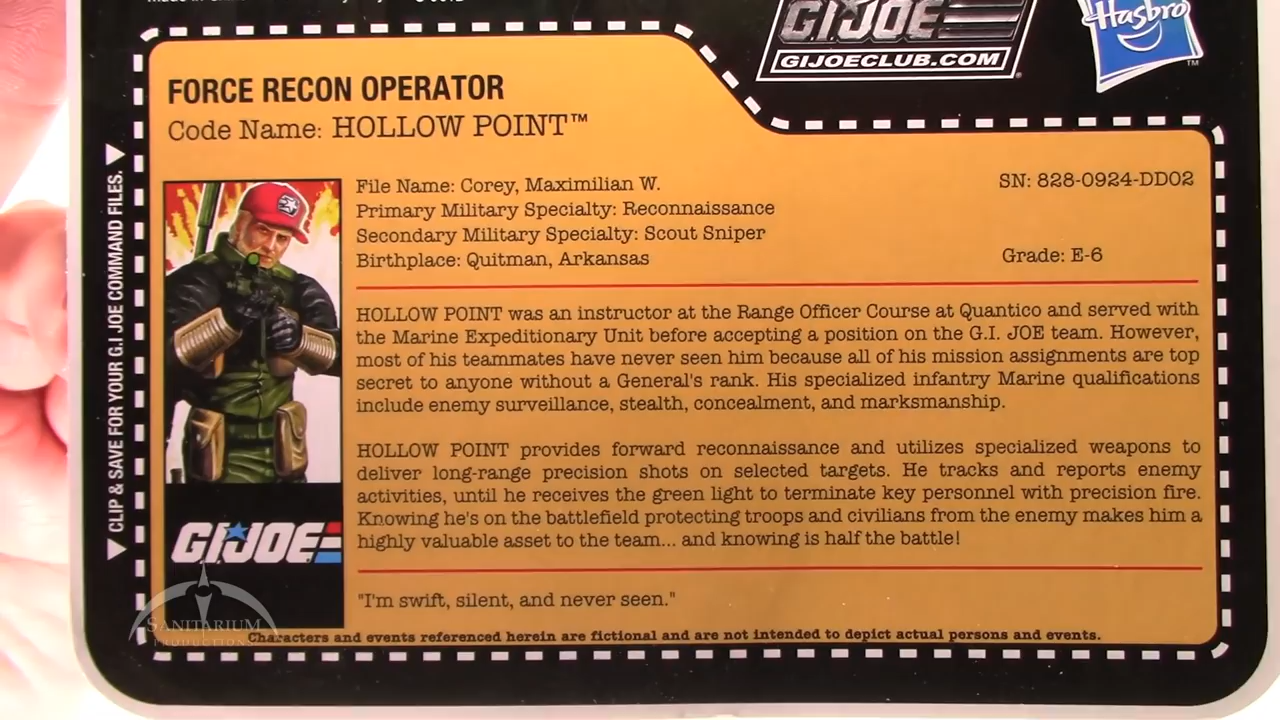 GIJOE
GIJOECLUB.COM
Hasbro
™
FORCE RECON OPERATOR
Code Name: HOLLOW POINT™
File Name: Corey, Maximilian W.
SN: 828-0924-DD02
Primary Military Specialty: Reconnaissance
Secondary Military Specialty: Scout Sniper
Birthplace: Quitman, Arkansas
Grade: E-6
HOLLOW POINT was an instructor at the Range Officer Course at Quantico and served with
the Marine Expeditionary Unit before accepting a position on the G.I. JOE team. However,
most of his teammates have never seen him because all of his mission assignments are top
secret to anyone without a General's rank. His specialized infantry Marine qualifications
include enemy surveillance, stealth, concealment, and marksmanship.
HOLLOW POINT provides forward reconnaissance and utilizes specialized weapons to
deliver long-range precision shots on selected targets. He tracks and reports enemy
activities, until he receives the green light to terminate key personnel with precision fire.
Knowing he's on the battlefield protecting troops and civilians from the enemy makes him a
highly valuable asset to the team... and knowing is half the battle!
"I'm swift, silent, and never seen."
Characters and events referenced herein are fictional and are not intended to depict actual persons and events.
CLIP & SAVE FOR YOUR G.I JOE COMMAND FILES.
GIJOE
SANITARIUM
PRODUCTIONS